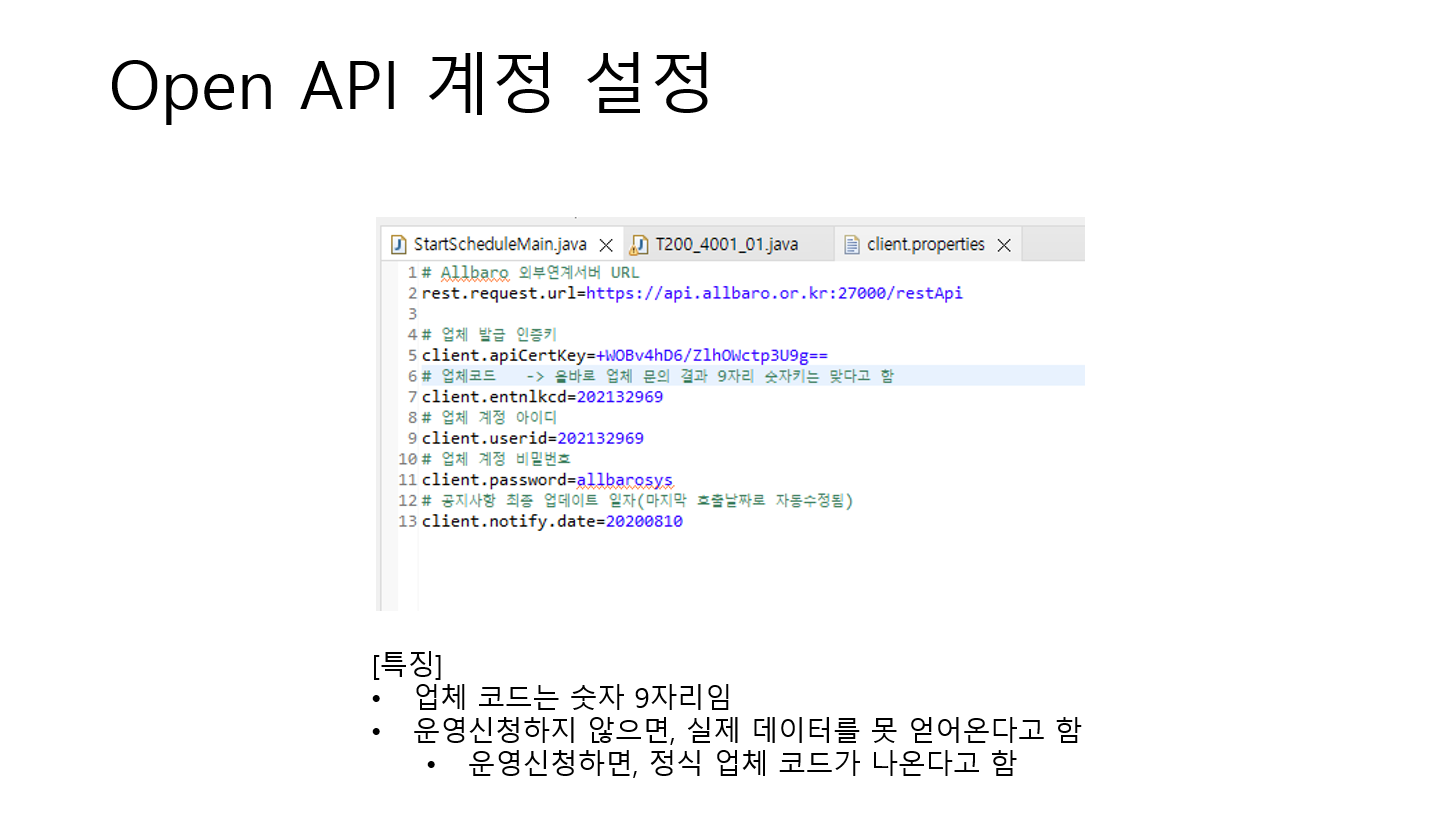 Open API 계정 설정
StartScheduleMain.java T200_4001_01.java client.properties
1 # Allbaro 외부연계서버 URL
2 rest.request.url=https://api.allbaro.or.kr:27000/restApi
3
4 # 업체 발급 인증키
5 client.apiCertKey=+WOBv4hD6/ZlhOWctp3U9g==
6 # 업체코드 -> 올바로 업체 문의 결과 9자리 숫자키는 맞다고 함
7 client.entnlkcd=202132969
8 # 업체 계정 아이디
9 client.userid=202132969
10 # 업체 계정 비밀번호
11 client.password=allbarosys
12 # 공지사항 최종 업데이트 일자(마지막 호출날짜로 자동수정됨)
13 client.notify.date=20200810
[특징]
• 업체 코드는 숫자 9자리임
• 운영신청하지 않으면, 실제 데이터를 못 얻어온다고 함
• 운영신청하면, 정식 업체 코드가 나온다고 함